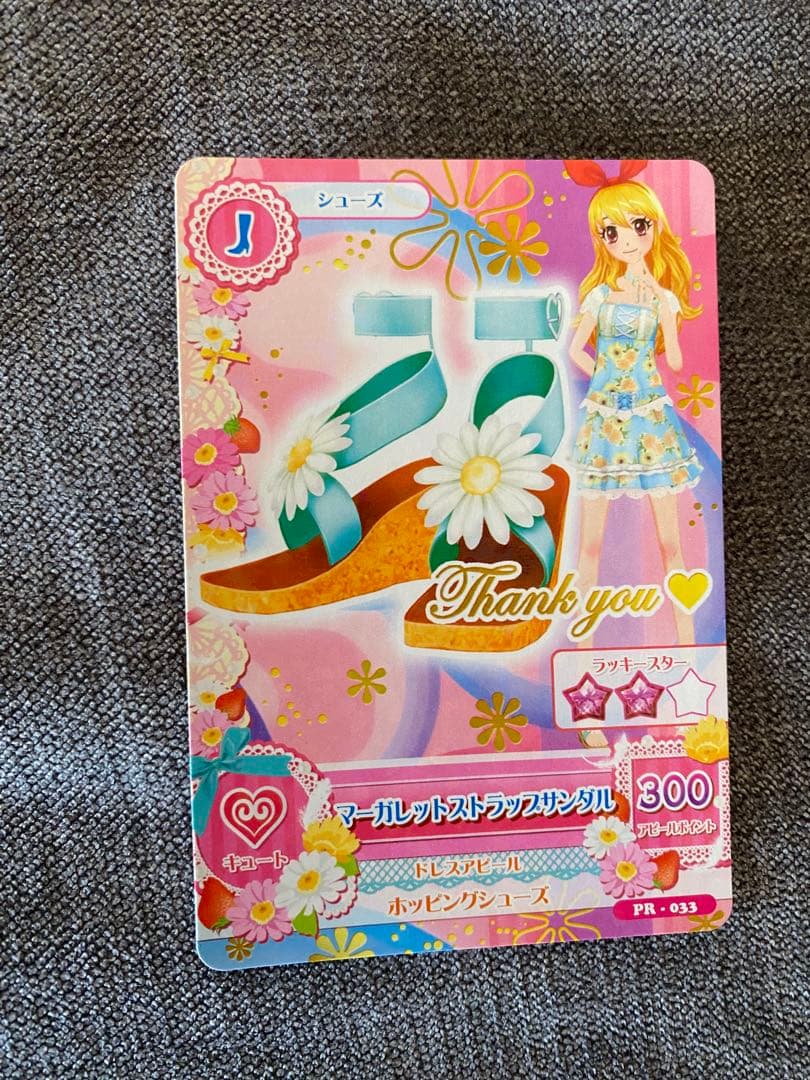 シューズ
Thank you
ラッキースター
マーガレットストラップサンダル
300
アピールポイント
キュート
ドレスアピール
ホッピングシューズ
PR - 033